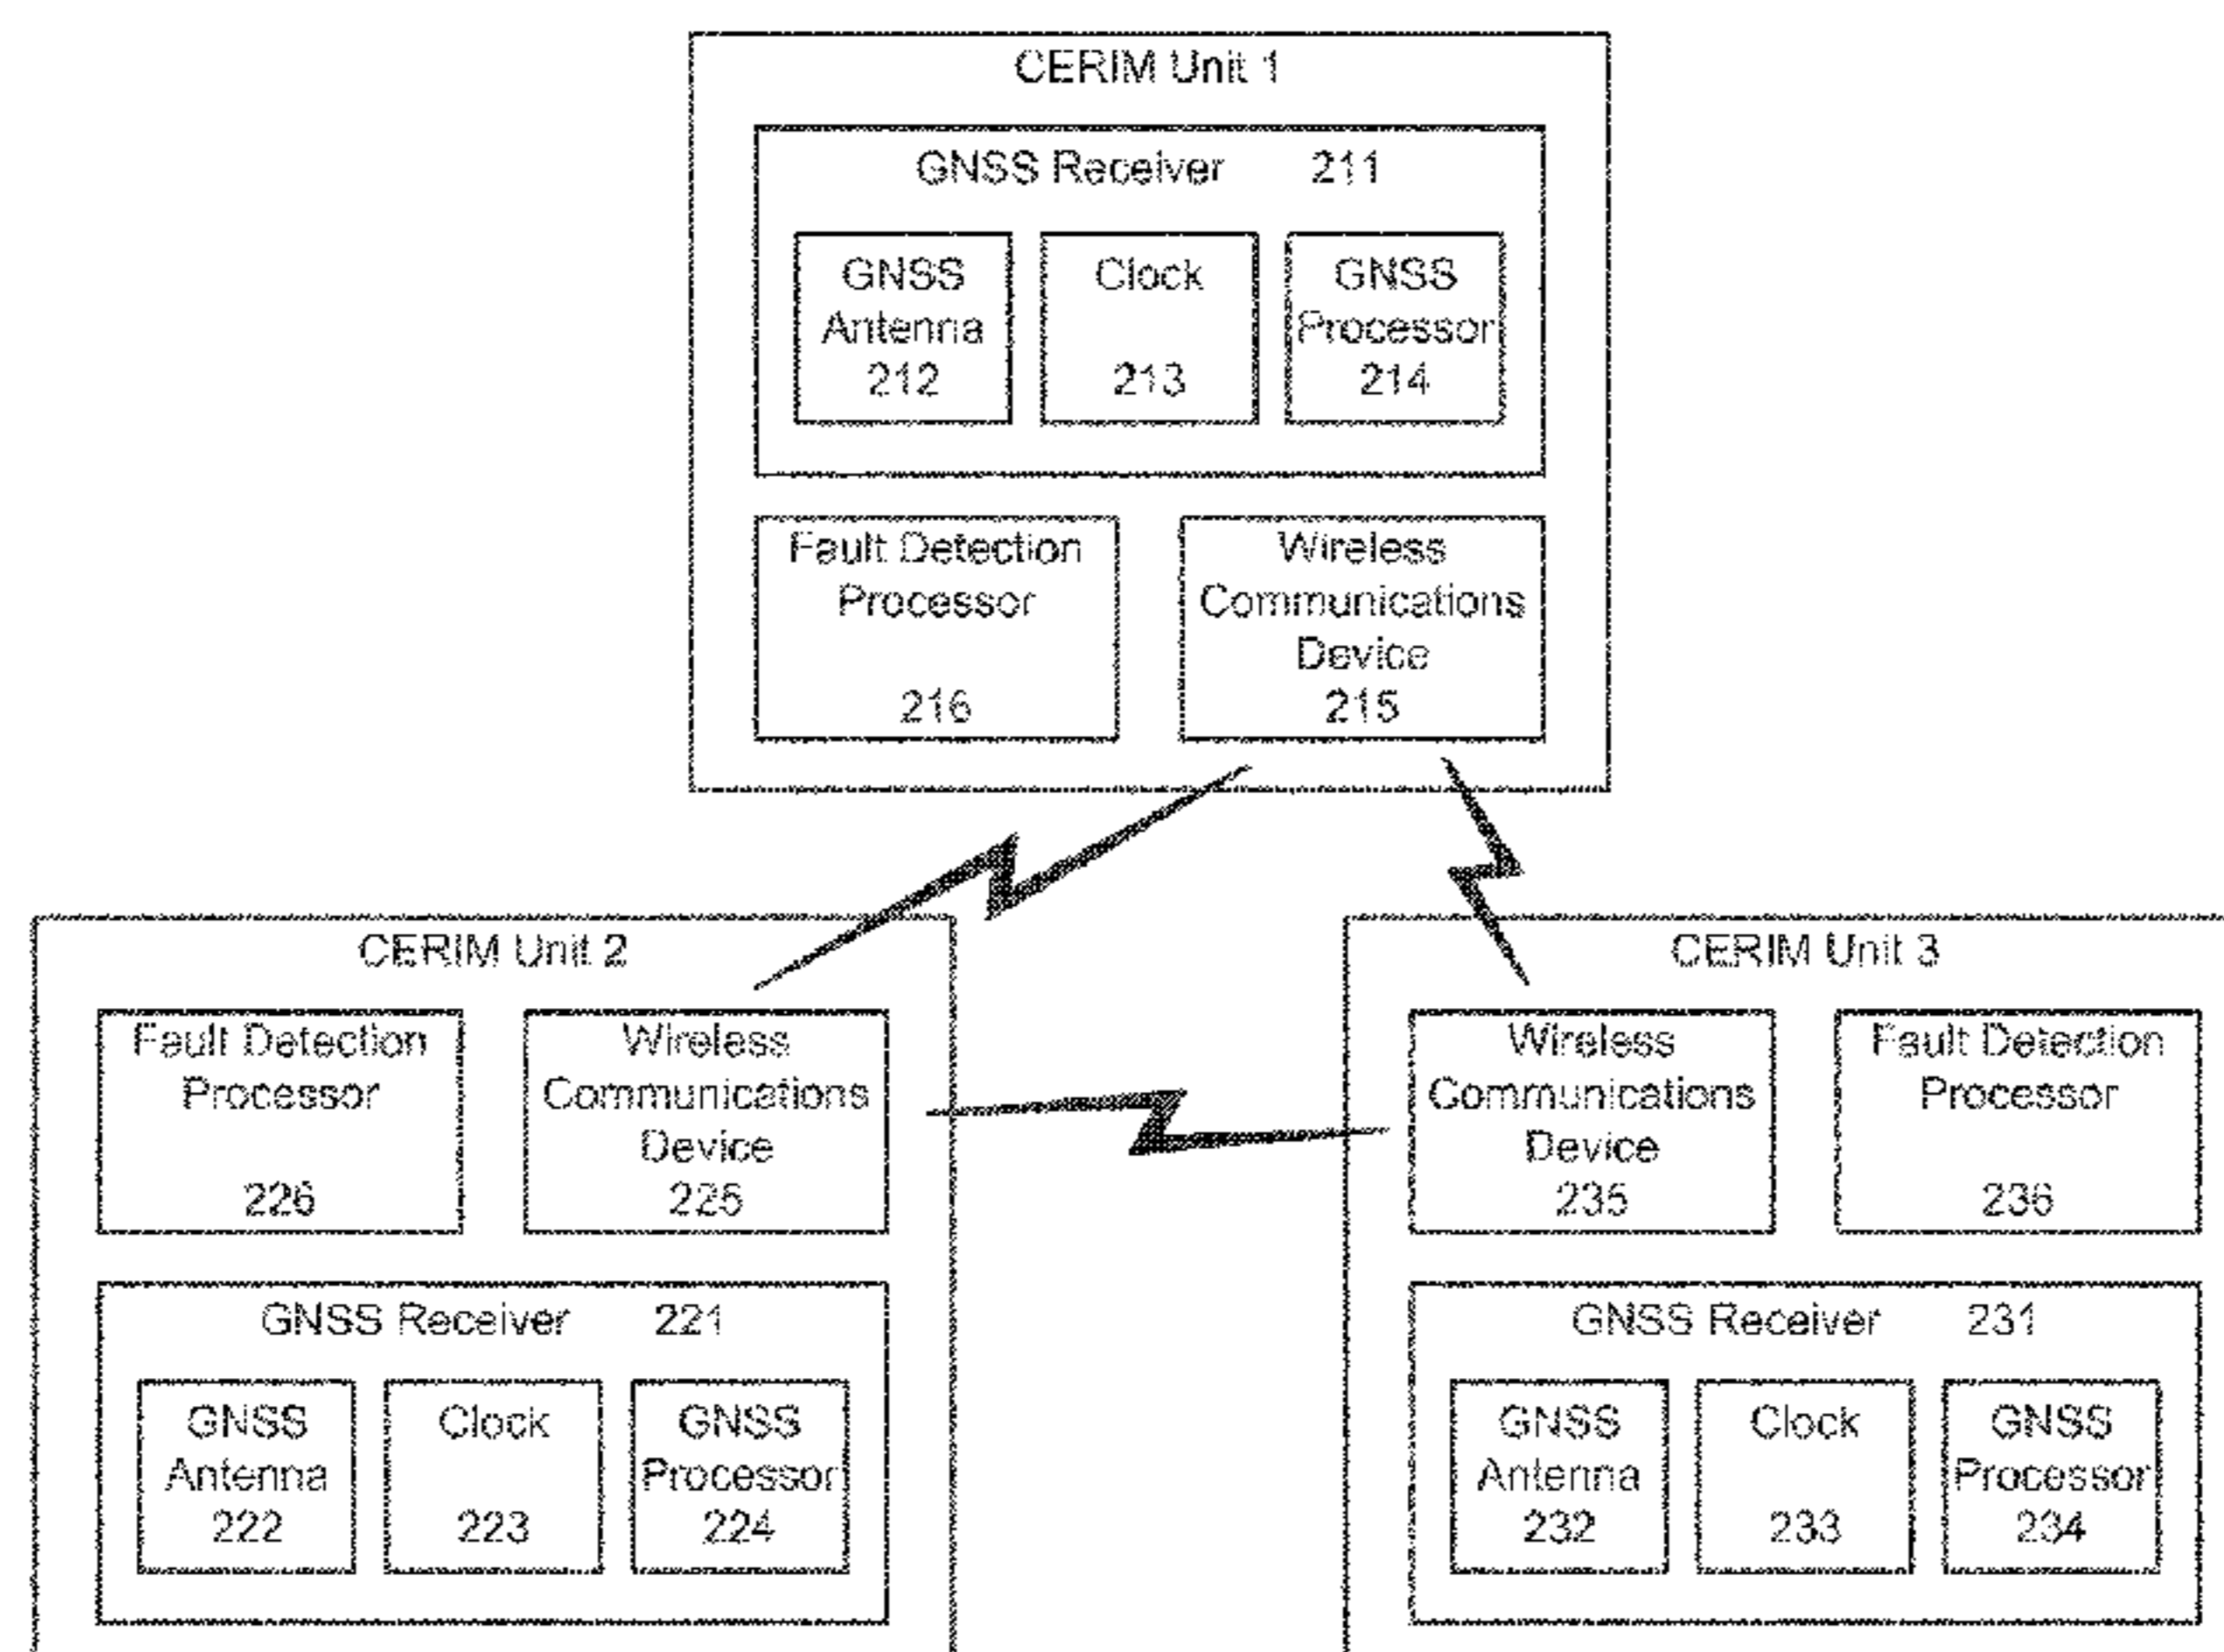 CERIM Unit 1
GNSS Receiver 211
GNSS
Antenna
212
Clock
213
GNSS
Processor
214
Fault Detection
Processor
216
Wireless
Communications
Device
215
CERIM Unit 2
Fault Detection
Processor
226
Wireless
Communications
Device
225
GNSS Receiver 221
GNSS
Antenna
222
Clock
223
GNSS
Processor
224
CERIM Unit 3
Wireless
Communications
Device
235
Fault Detection
Processor
236
GNSS Receiver 231
GNSS
Antenna
232
Clock
233
GNSS
Processor
234